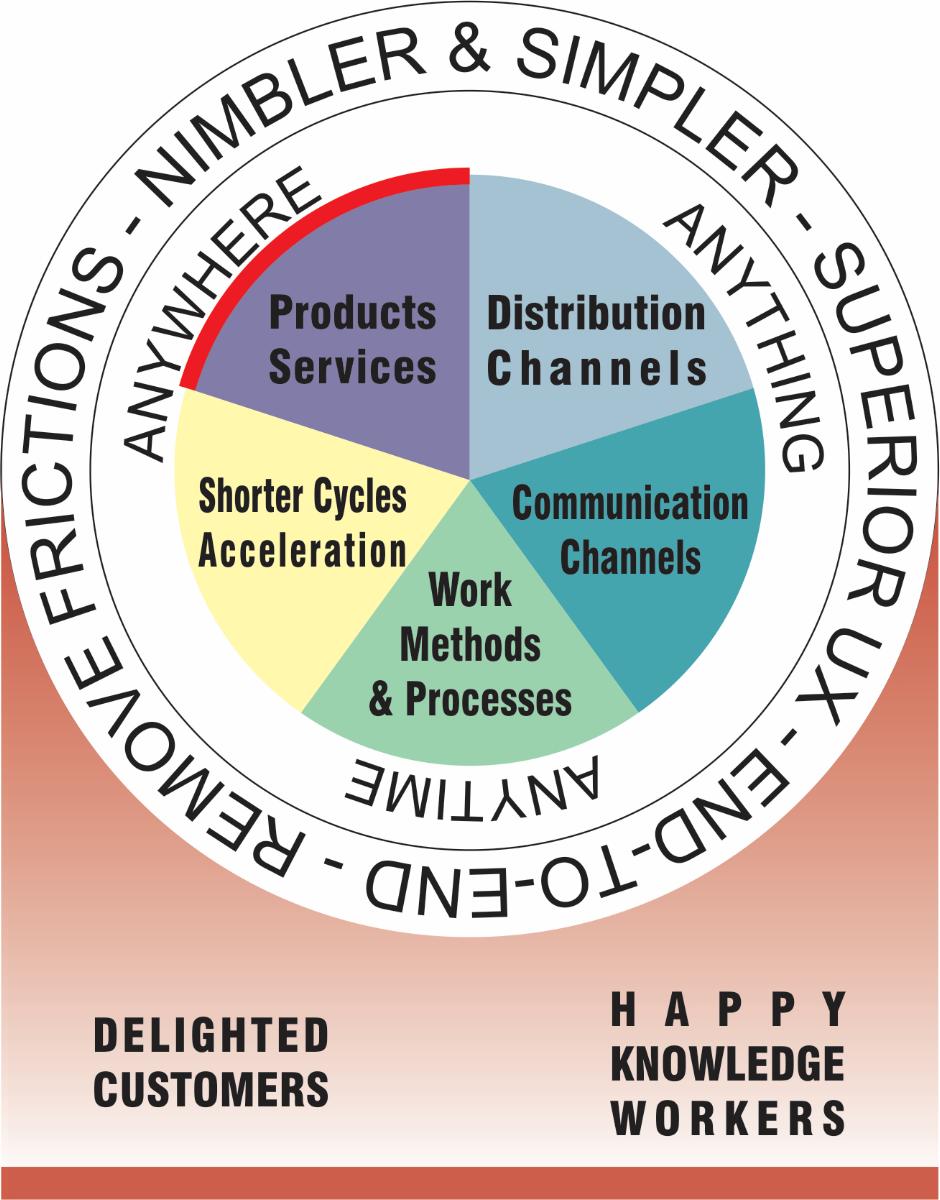 REMOVE FRICTIONS - NIMBLER & SIMPLER - SUPERIOR UX - END-TO-END -
ANYWHERE
ANYTHING
ANYTIME
Products
Services
Distribution
Channels
Communication
Channels
Work
Methods
& Processes
Shorter Cycles
Acceleration
DELIGHTED
CUSTOMERS
HAPPY
KNOWLEDGE
WORKERS